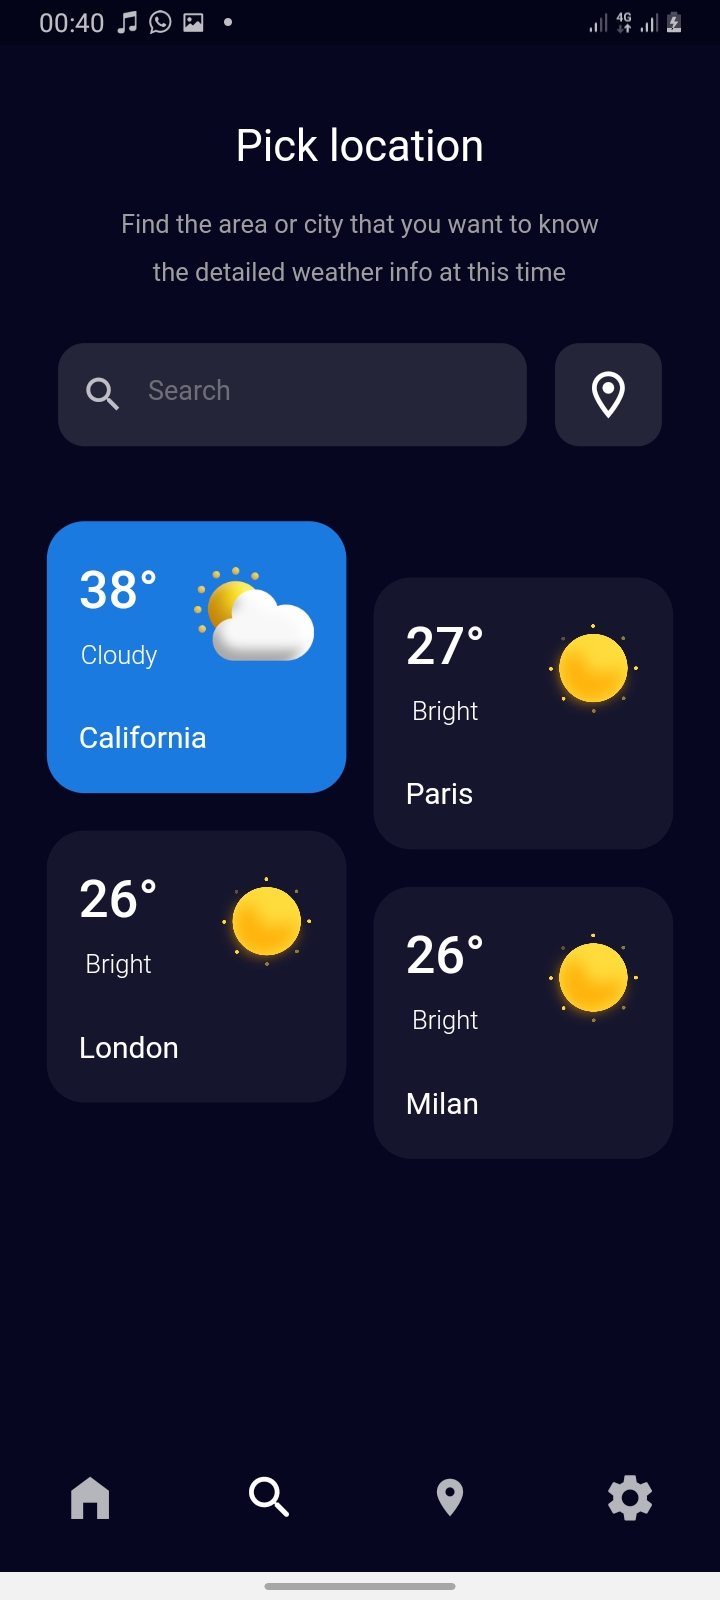 00:40
4G
Pick location
Find the area or city that you want to know
the detailed weather info at this time
Search
38°
Cloudy
California
27°
Bright
Paris
26°
Bright
London
26°
Bright
Milan